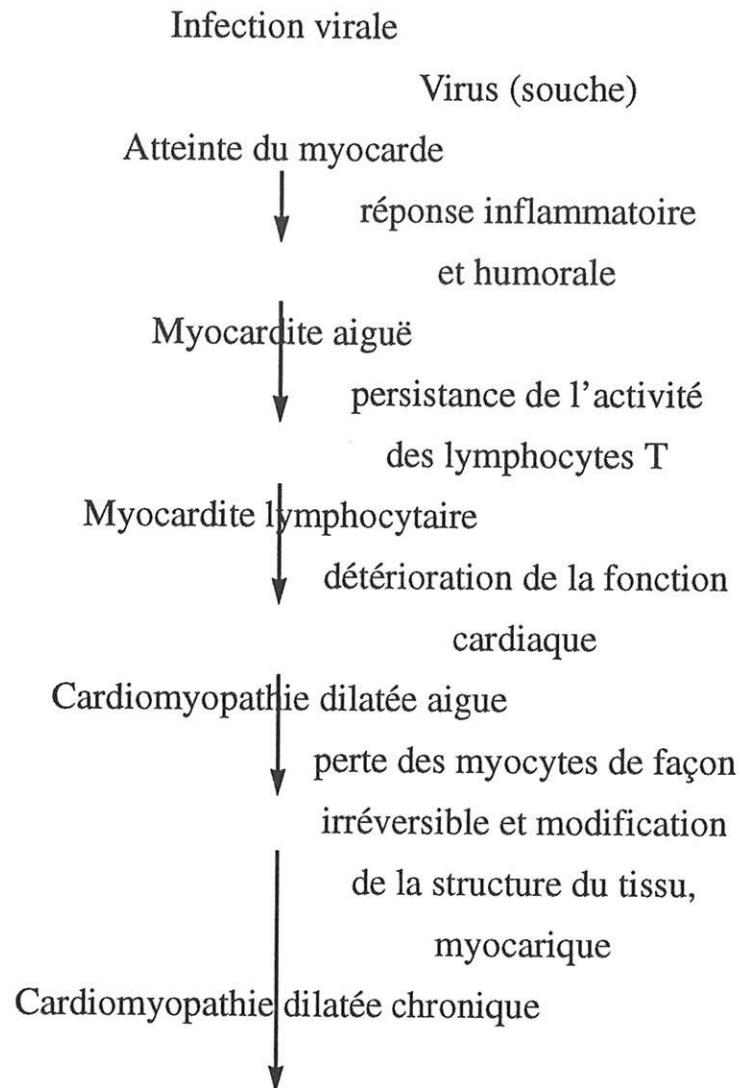 Infection virale
Virus (souche)
Atteinte du myocarde
réponse inflammatoire
et humorale
Myocardite aiguë
persistance de l'activité
des lymphocytes T
Myocardite lymphocytaire
détérioration de la fonction
cardiaque
Cardiomyopathie dilatée aigue
perte des myocytes de façon
irréversible et modification
de la structure du tissu,
myocarique
Cardiomyopathie dilatée chronique